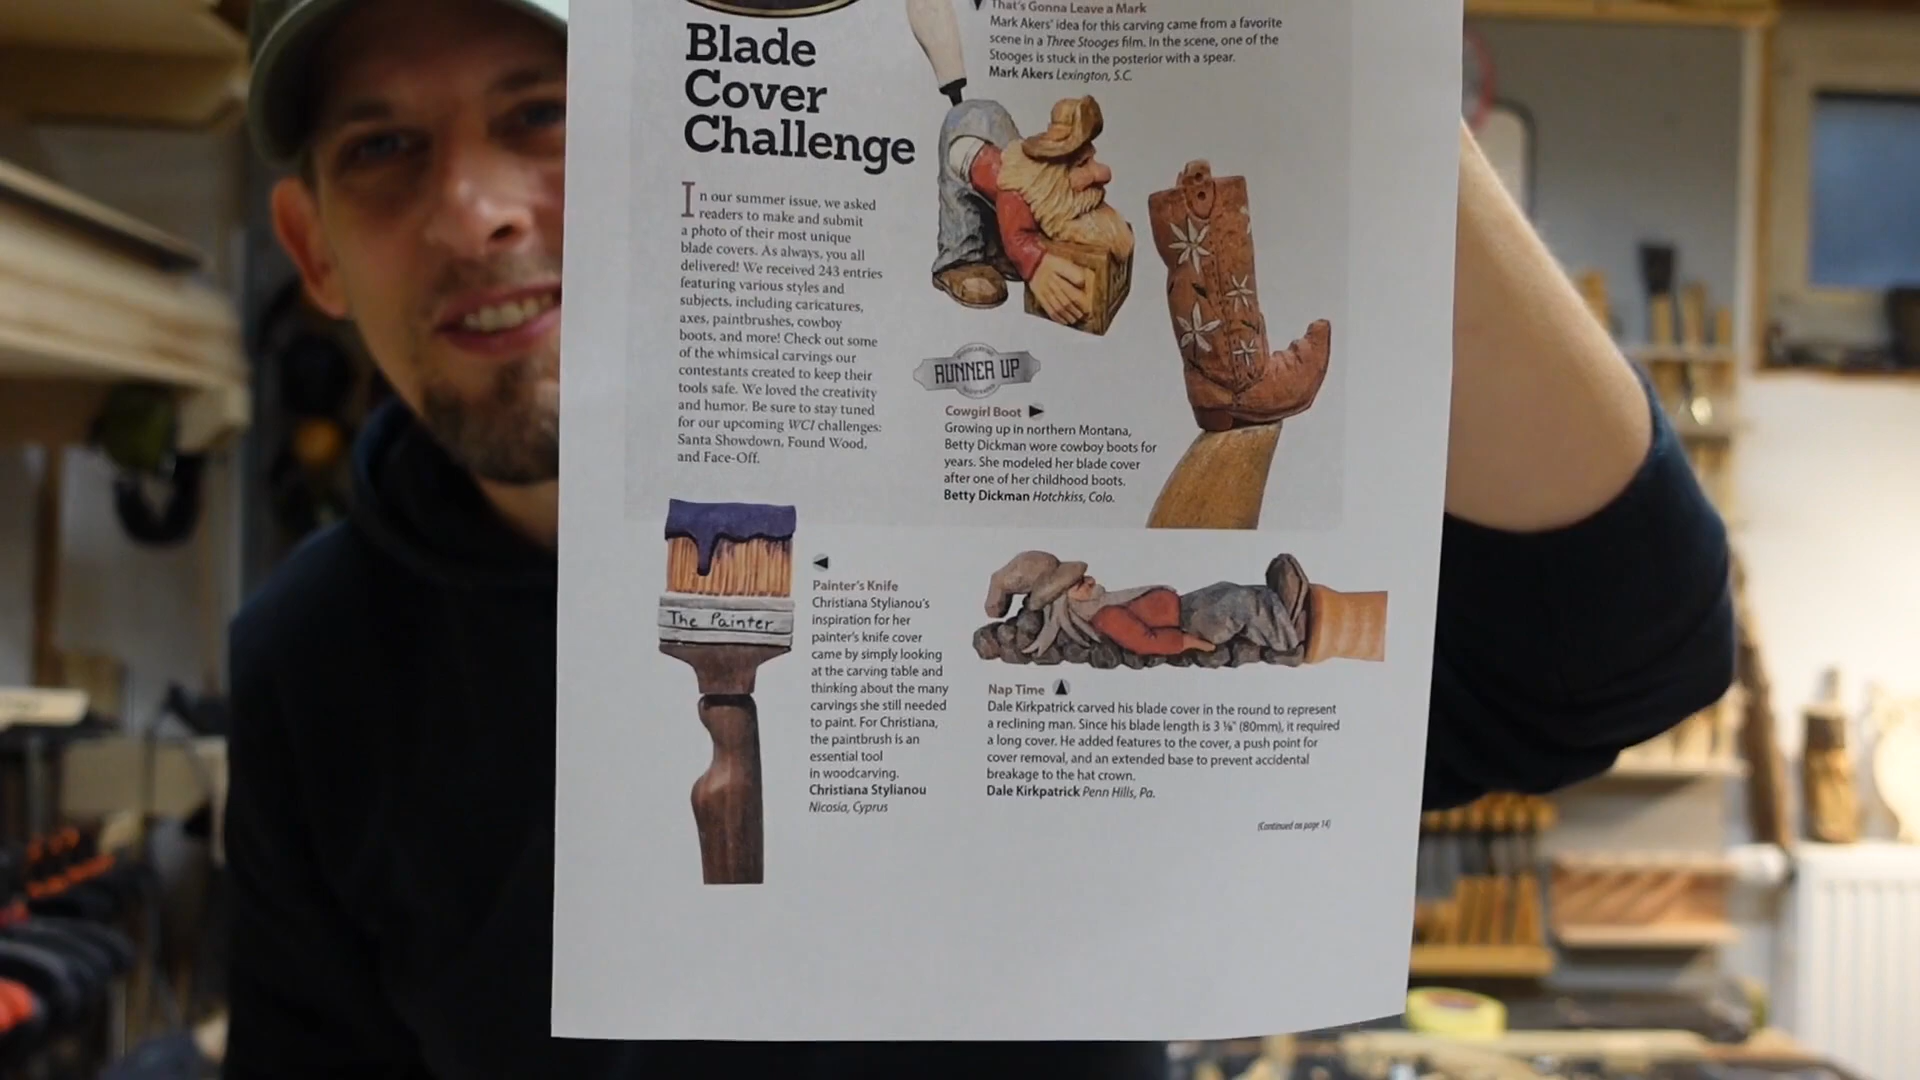 Blade
Cover
Challenge
In our summer issue, we asked
readers to make and submit
a photo of their most unique
blade covers. As always, you all
delivered! We received 243 entries
featuring various styles and
subjects, including caricatures,
axes, paintbrushes, cowboy
boots, and more! Check out some
of the whimsical carvings our
contestants created to keep their
tools safe. We loved the creativity
and humor. Be sure to stay tuned
for our upcoming WCI challenges:
Santa Showdown, Found Wood,
and Face-Off.
That's Gonna Leave a Mark
Mark Akers' idea for this carving came from a favorite
scene in a Three Stooges film. In the scene, one of the
Stooges is stuck in the posterior with a spear.
Mark Akers Lexington, S.C.
RUNNER UP
Cowgirl Boot
Growing up in northern Montana,
Betty Dickman wore cowboy boots for
years. She modeled her blade cover
after one of her childhood boots.
Betty Dickman Hotchkiss, Colo.
The Painter
Painter's Knife
Christiana Stylianou's
inspiration for her
painter's knife cover
came by simply looking
at the carving table and
thinking about the many
carvings she still needed
to paint. For Christiana,
the paintbrush is an
essential tool
in woodcarving.
Christiana Stylianou
Nicosia, Cyprus
Nap Time
Dale Kirkpatrick carved his blade cover in the round to represent
a reclining man. Since his blade length is 3 ⅛" (80mm), it required
a long cover. He added features to the cover, a push point for
cover removal, and an extended base to prevent accidental
breakage to the hat crown.
Dale Kirkpatrick Penn Hills, Pa.
(Continued on page 14)